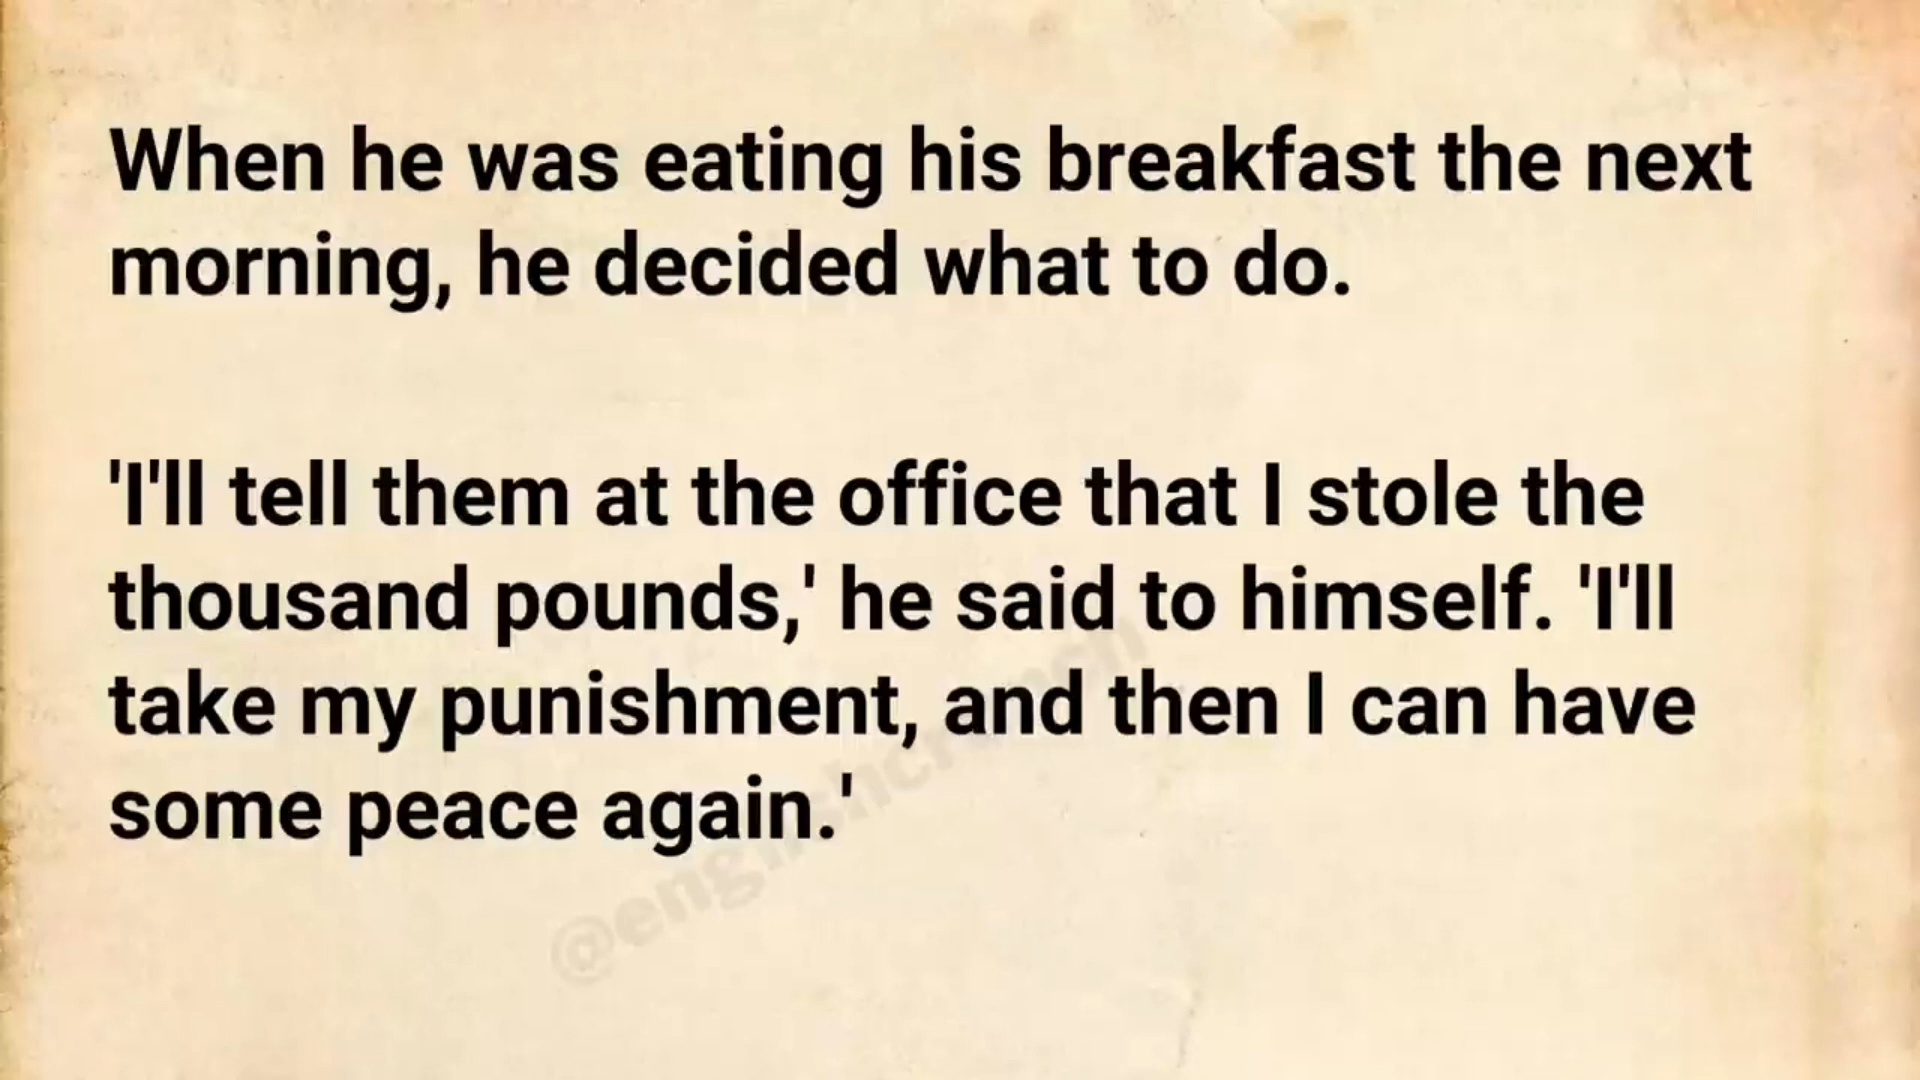 When he was eating his breakfast the next
morning, he decided what to do.
'I'll tell them at the office that I stole the
thousand pounds,' he said to himself. 'I'll
take my punishment, and then I can have
some peace again.'